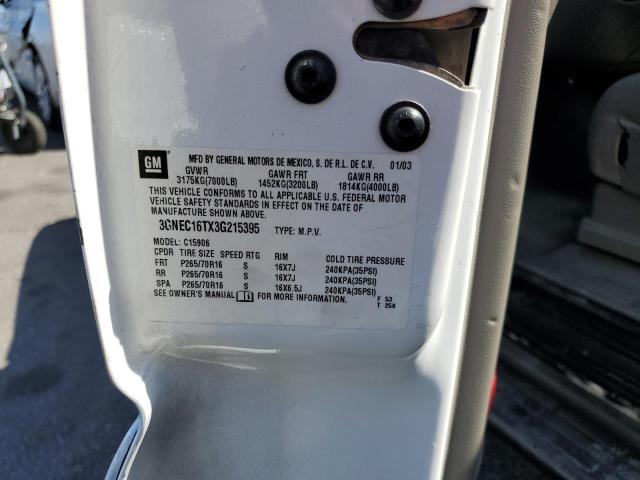 GM
MFD BY GENERAL MOTORS DE MEXICO, S. DE R.L. DE C.V. 01/03
GVWR GAWR FRT GAWR RR
3175KG(7000LB) 1452KG(3200LB) 1814KG(4000LB)
THIS VEHICLE CONFORMS TO ALL APPLICABLE U.S. FEDERAL MOTOR
VEHICLE SAFETY STANDARDS IN EFFECT ON THE DATE OF
MANUFACTURE SHOWN ABOVE.
3GNEC16TX3G215395 TYPE: M.P.V.
MODEL: C15906
CPDR TIRE SIZE SPEED RTG RIM COLD TIRE PRESSURE
FRT P265/70R16 S 16X7J 240KPA(35PSI)
RR P265/70R16 S 16X7J 240KPA(35PSI)
SPA P265/70R16 S 16X6.5J 240KPA(35PSI)
SEE OWNER'S MANUAL FOR MORE INFORMATION. F 53
T 258